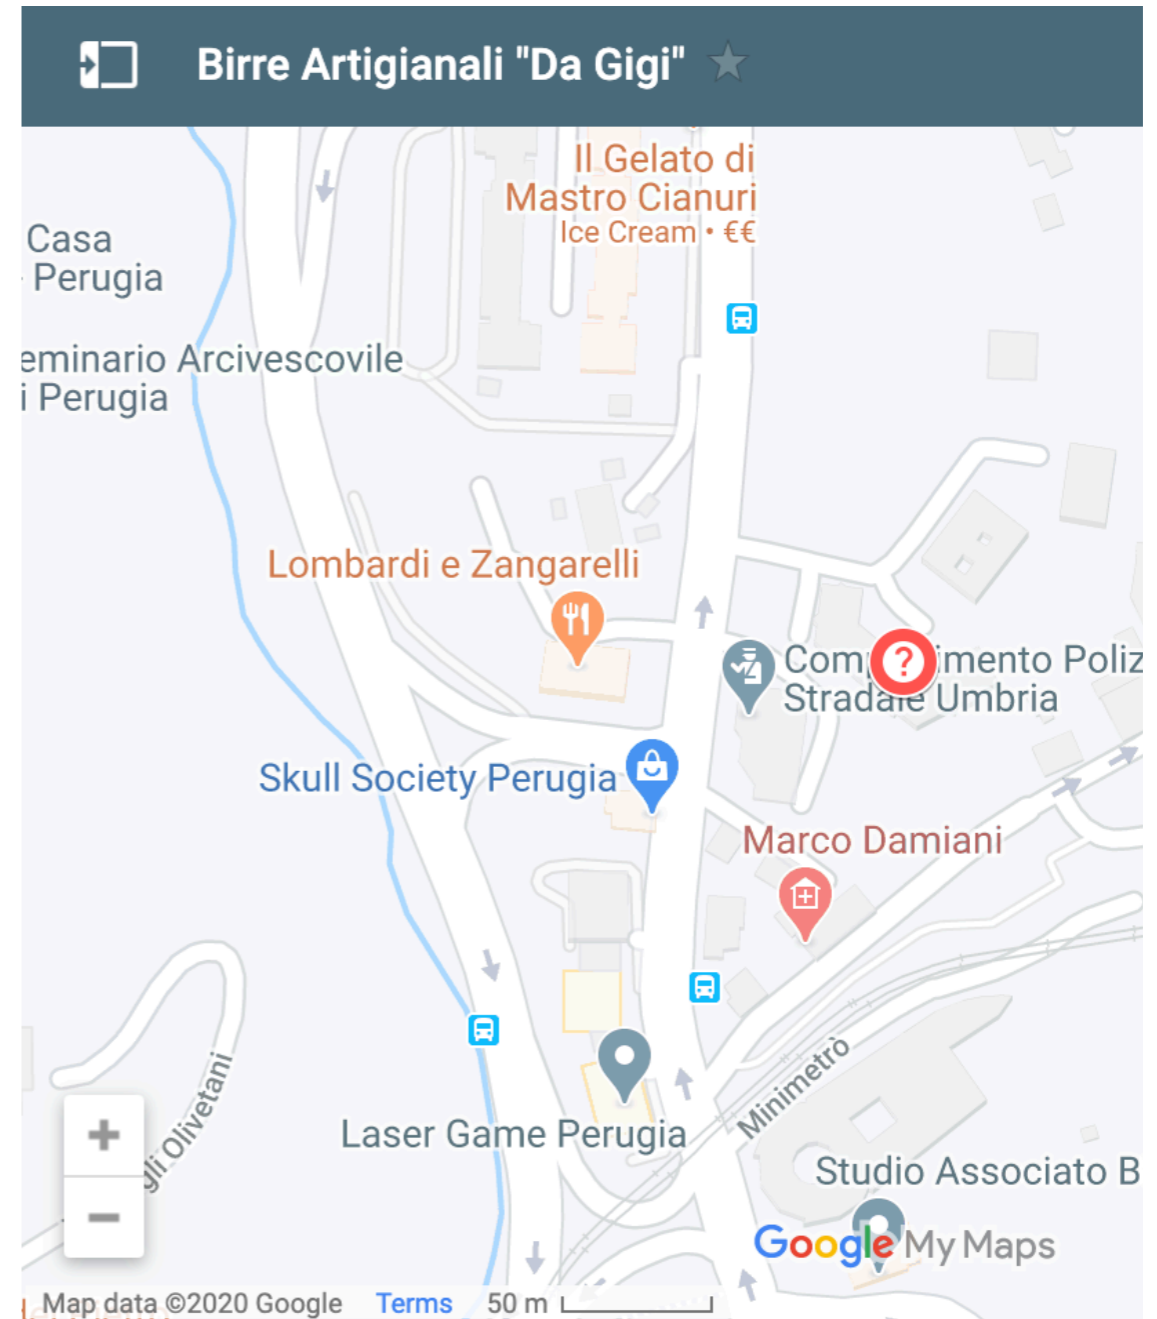 Birre Artigianali "Da Gigi"
Il Gelato di
Mastro Cianuri
Ice Cream • €€
Casa
Perugia
eminario Arcivescovile
i Perugia
Lombardi e Zangarelli
Com imento Poliz
Stradale Umbria
Skull Society Perugia
Marco Damiani
Minimetrò
gli Olivetani
Laser Game Perugia
Studio Associato B
Google My Maps
Map data ©2020 Google Terms 50 m